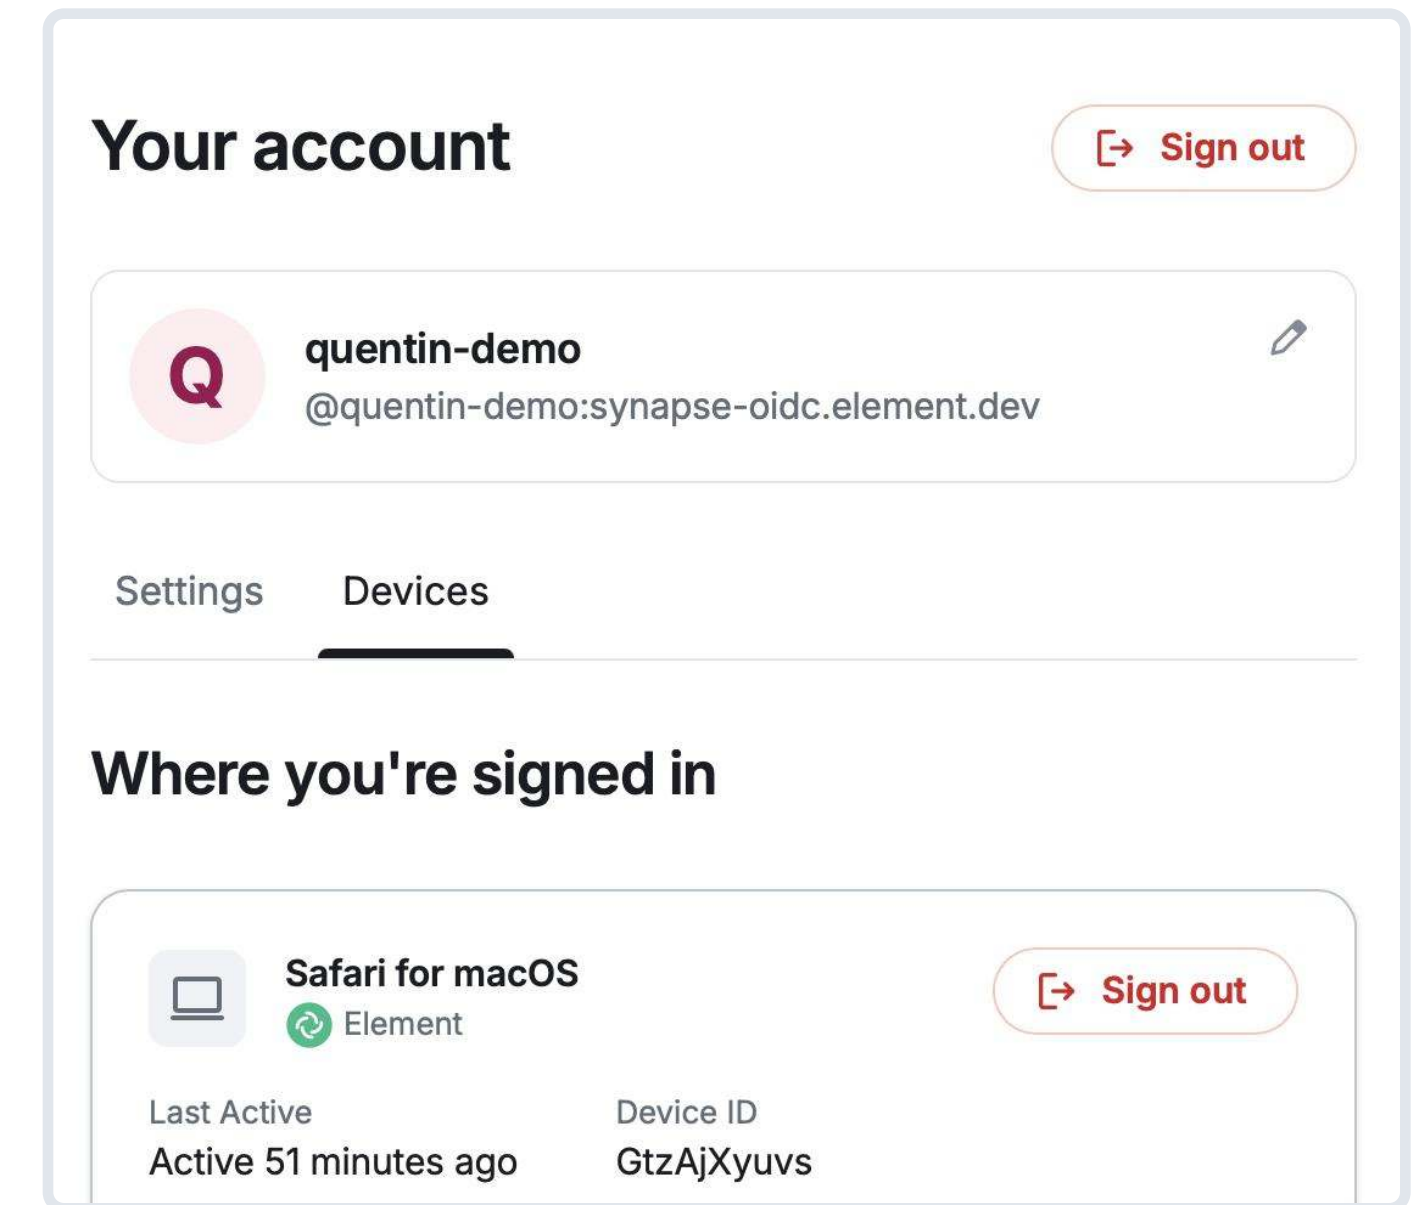 Your account
Sign out
Q
quentin-demo
@quentin-demo:synapse-oidc.element.dev
Settings
Devices
Where you're signed in
Safari for macOS
Sign out
Element
Last Active
Device ID
Active 51 minutes ago
GtzAjXyuvs